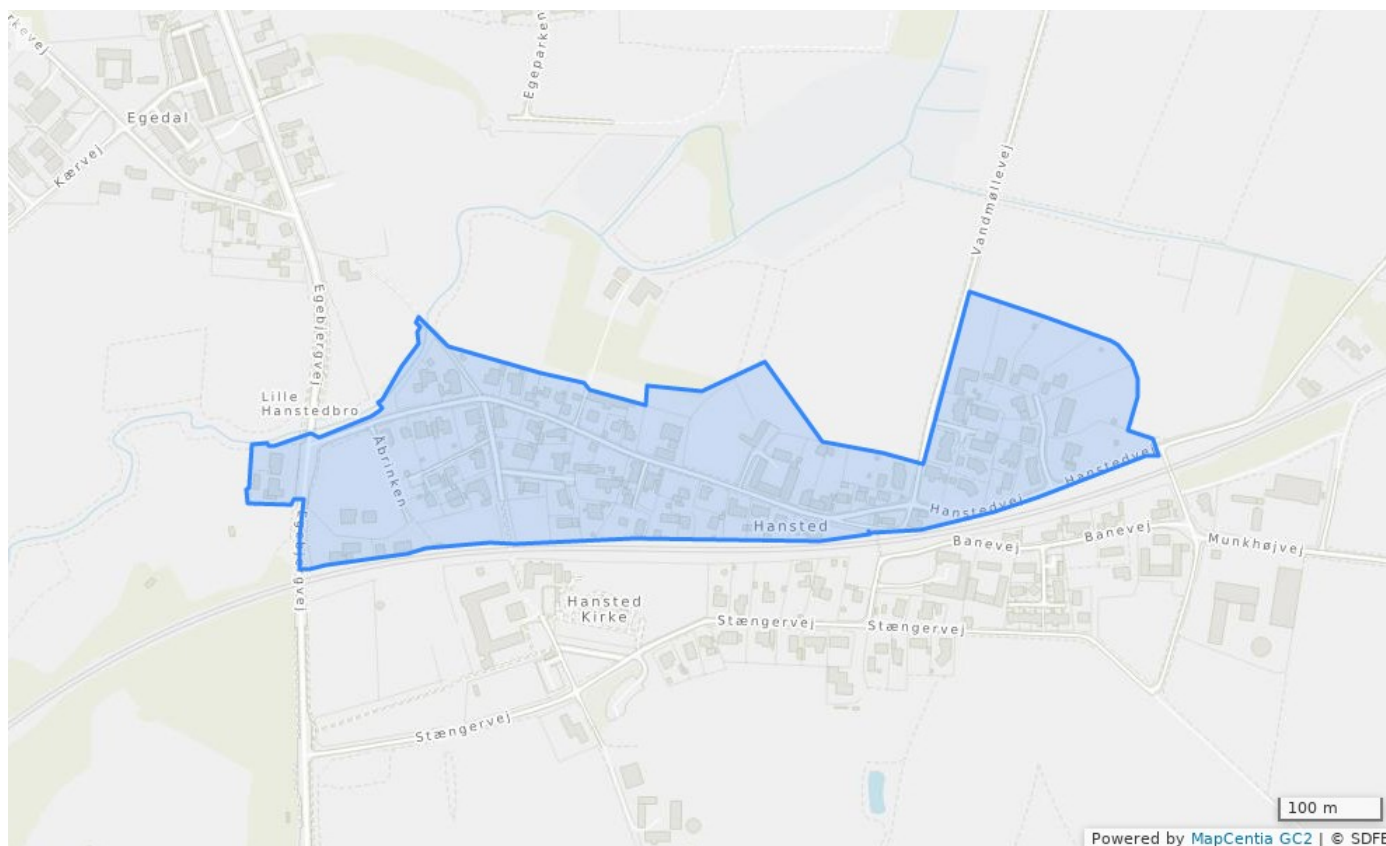 rkevej
Egeparken
Egedal
Kærvej
Vandmøllevej
Egebjergvej
Lille
Hanstedbro
Åbrinken
Hanstedvej
Hanstedvej
Hansted
Egebjergvej
Banevej
Banevej
Munkhøjvej
Hansted
Kirke
Stængervej
Stængervej
Stængervej
100 m
Powered by MapCentia GC2 | © SDFE